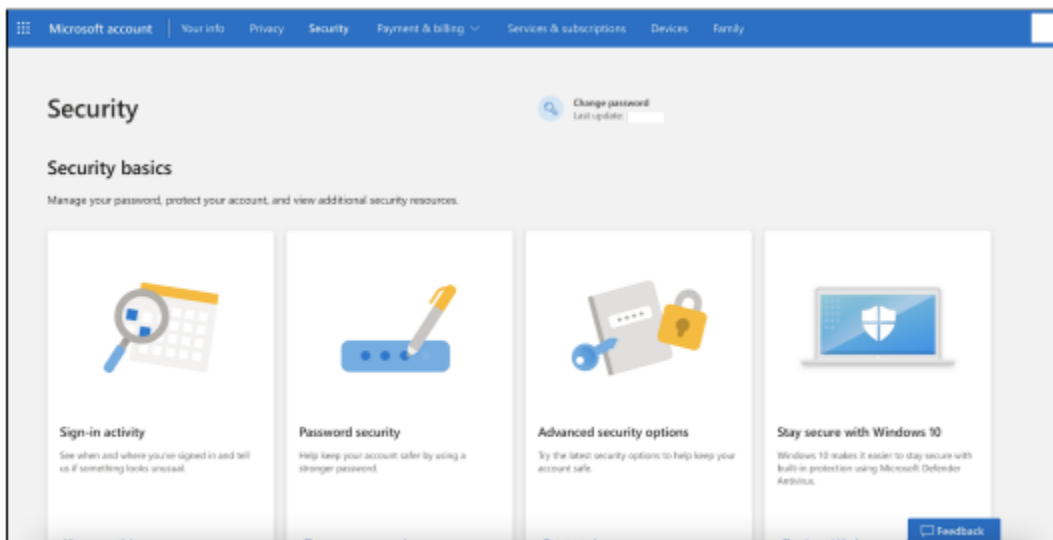 Microsoft account Your info Privacy Security Payment & billing Services & subscriptions Devices Family
Security
Change password
Last update:
Security basics
Manage your password, protect your account, and view additional security resources.
Sign-in activity
See when and where you've signed in and tell
us if something looks unusual.
Password security
Help keep your account safer by using a
stronger password.
Advanced security options
Try the latest security options to help keep your
account safe.
Stay secure with Windows 10
Windows 10 makes it easier to stay secure with
built-in protection using Microsoft Defender
Antivirus.
Feedback